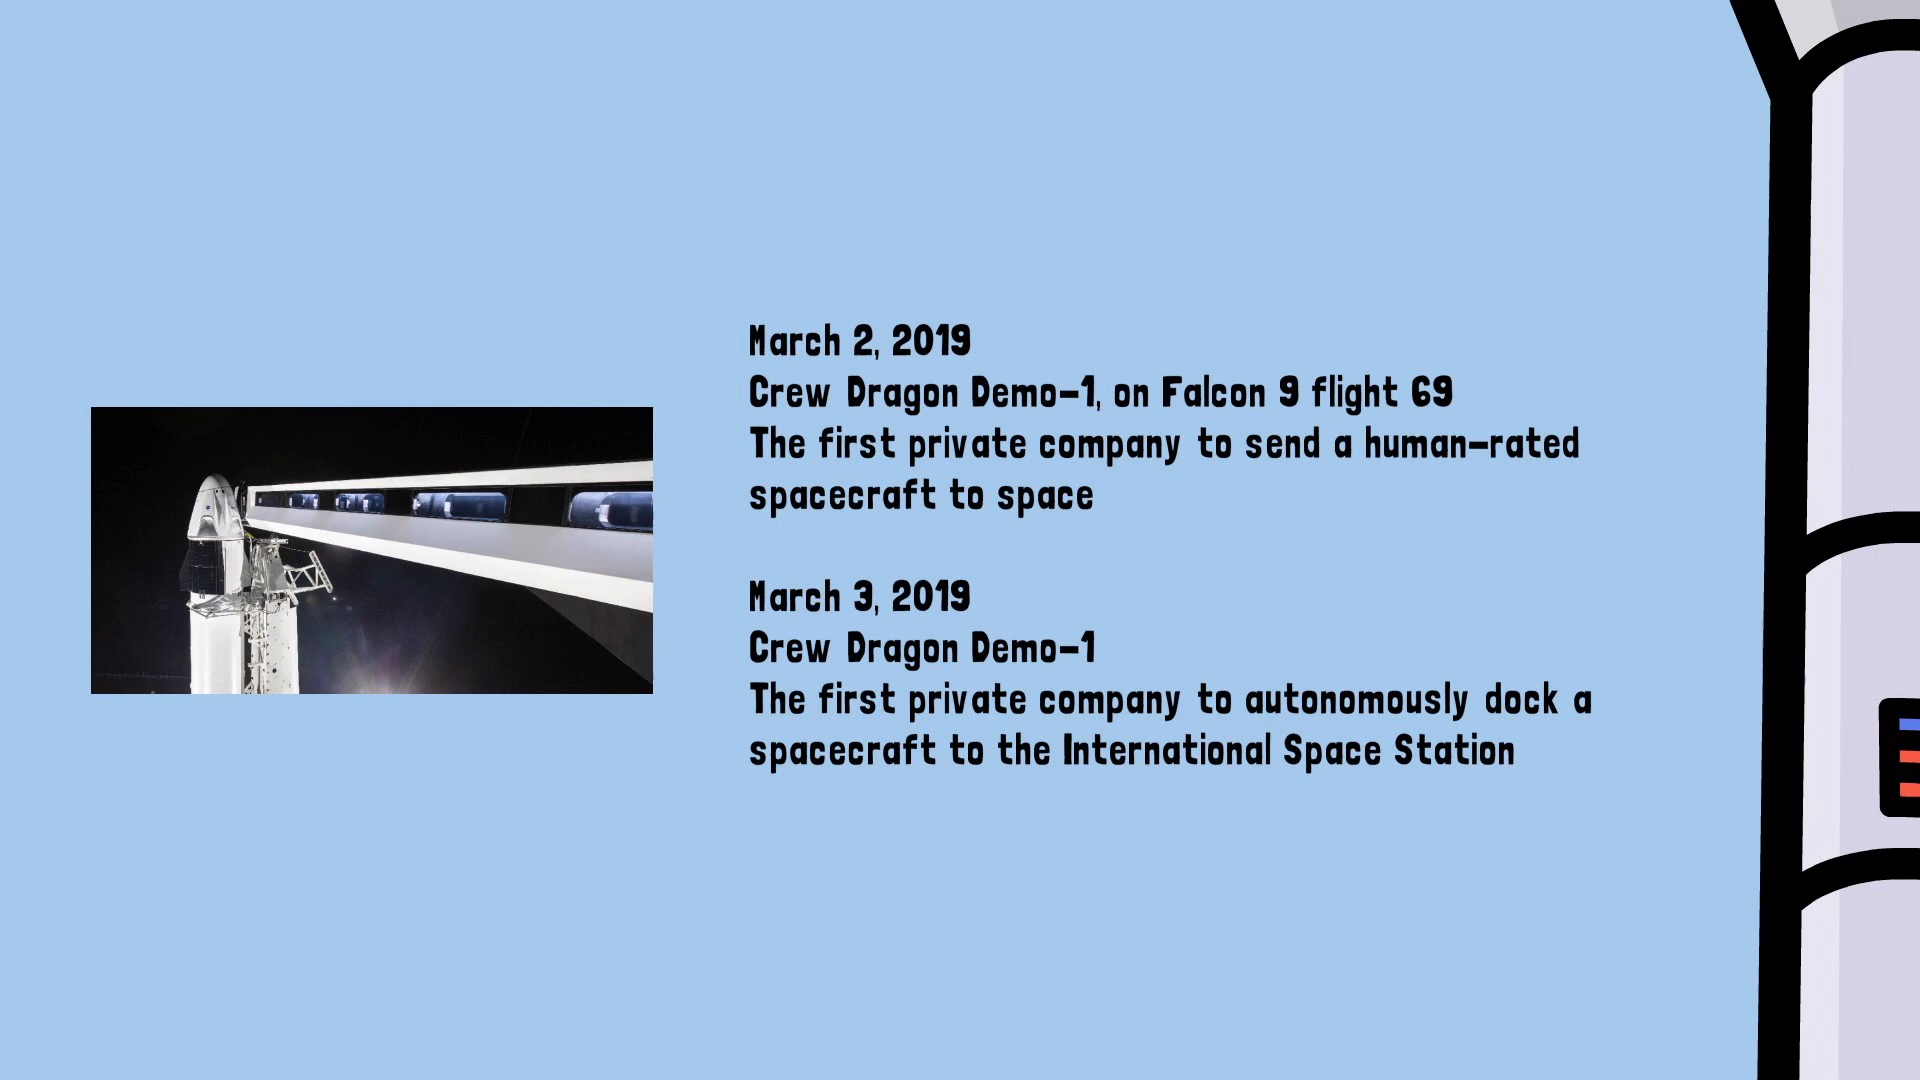 March 2, 2019
Crew Dragon Demo-1, on Falcon 9 flight 69
The first private company to send a human-rated
spacecraft to space
March 3, 2019
Crew Dragon Demo-1
The first private company to autonomously dock a
spacecraft to the International Space Station